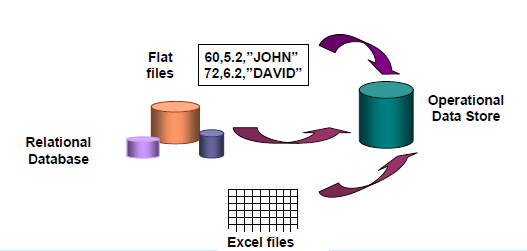 Flat
files
60,5.2,”JOHN”
72,6.2,”DAVID”
Operational
Data Store
Relational
Database
Excel files